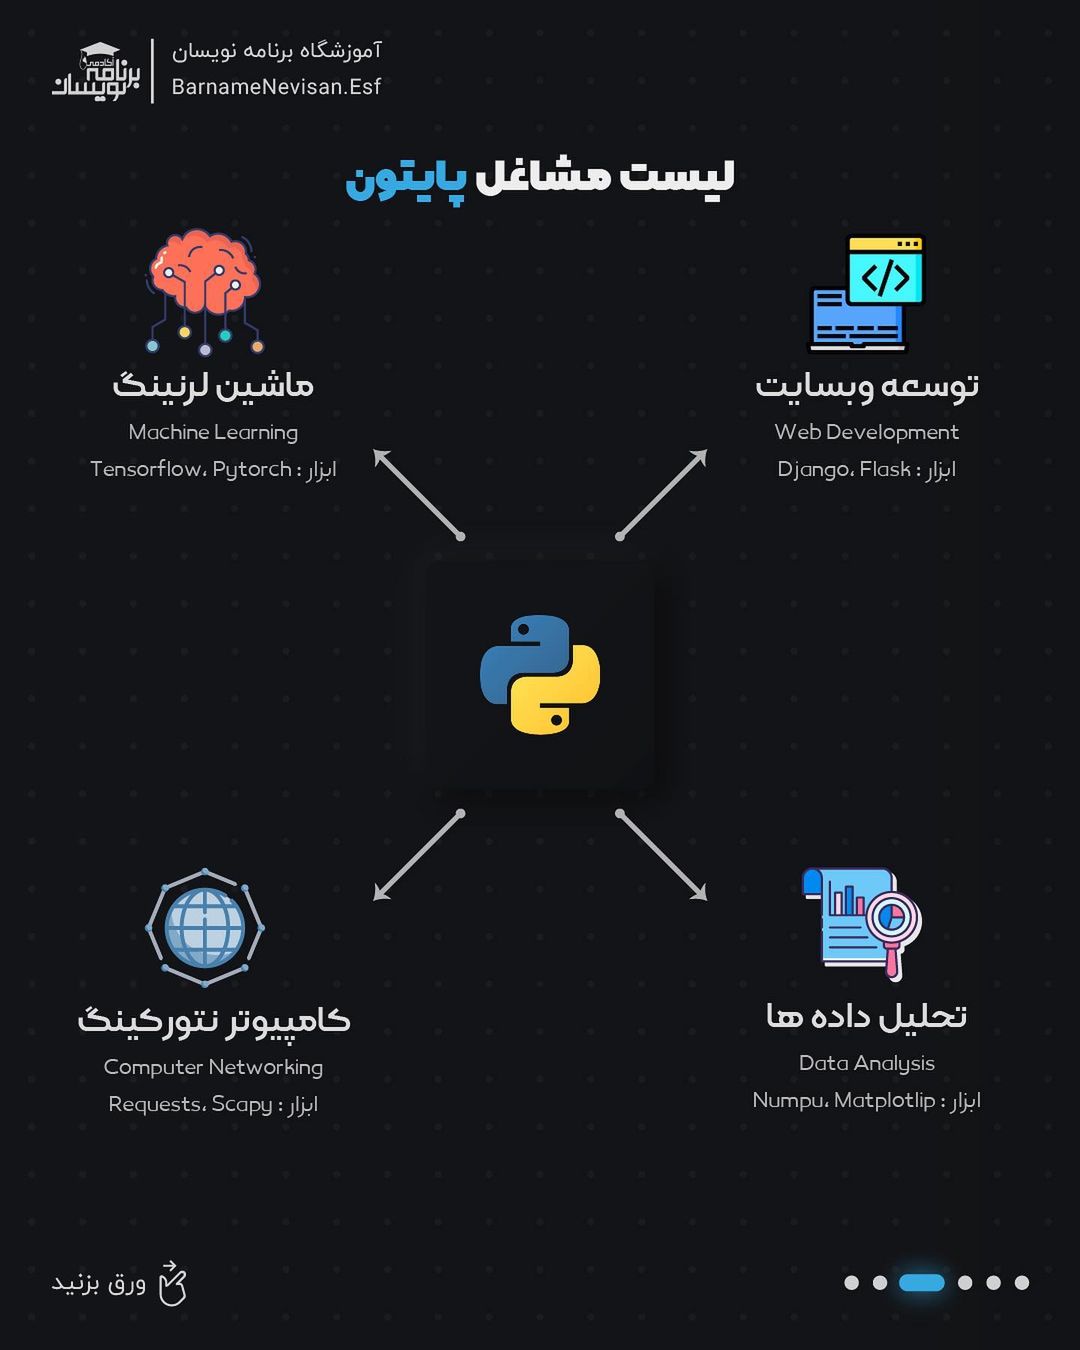 آکادمی
برنامه
نویسان
آموزشگاه برنامه نویسان
BarnameNevisan.Esf
لیست مشاغل پایتون
توسعه وبسایت
Web Development
ابزار : Django، Flask
ماشین لرنینگ
Machine Learning
ابزار : Tensorflow، Pytorch
تحلیل داده ها
Data Analysis
ابزار : Numpu، Matplotlip
کامپیوتر نتورکینگ
Computer Networking
ابزار : Requests، Scapy
ورق بزنید